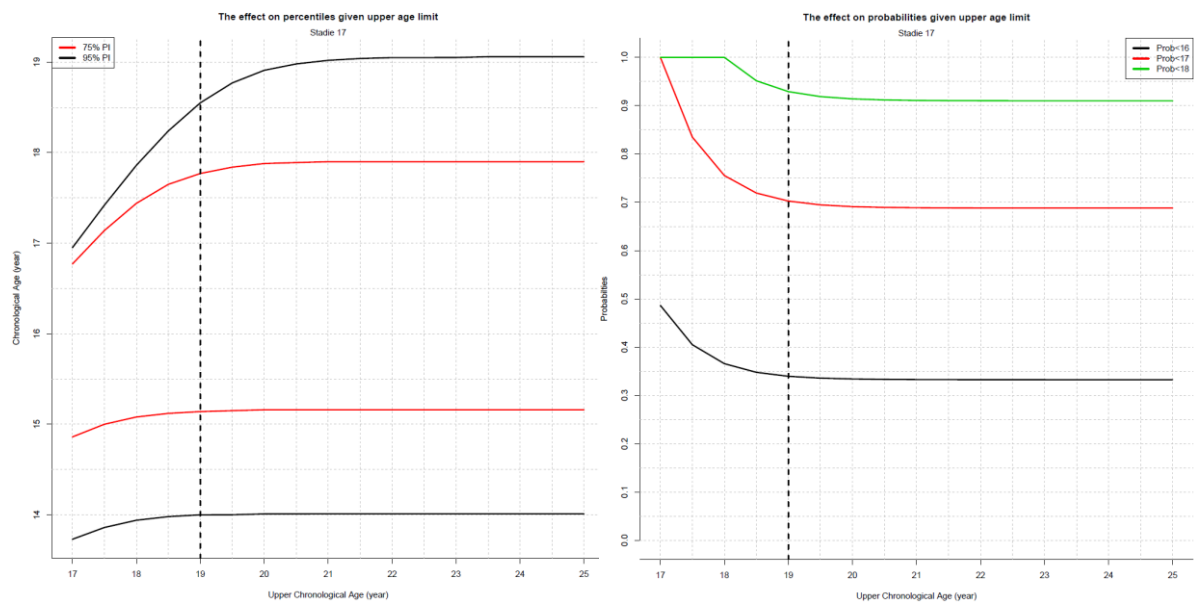 The effect on percentiles given upper age limit
Stadie 17
75% PI
95% PI
19
18
17
16
15
14
Chronological Age (year)
17 18 19 20 21 22 23 24 25
Upper Chronological Age (year)
The effect on probabilities given upper age limit
Stadie 17
Prob<16
Prob<17
Prob<18
1.0
0.9
0.8
0.7
0.6
0.5
0.4
0.3
0.2
0.1
0.0
Probabilties
17 18 19 20 21 22 23 24 25
Upper Chronological Age (year)